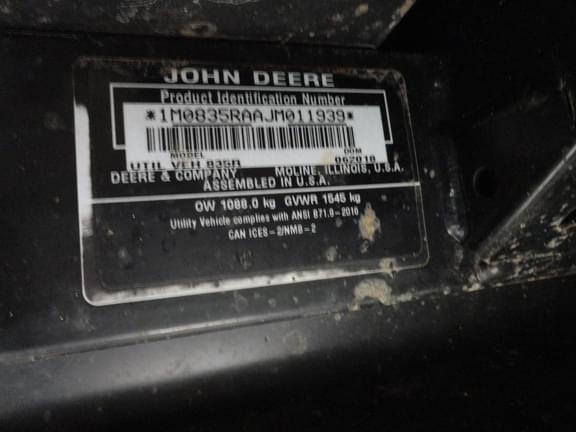 JOHN DEERE
Product Identification Number
*1M0835RAAJM011939*
MODEL DOM
UTIL VEH 835R 062018
DEERE & COMPANY MOLINE, ILLINOIS, U.S.A.
ASSEMBLED IN U.S.A.
OW 1088.0 kg GVWR 1545 kg
Utility Vehicle complies with ANSI B71.9-2016
CAN ICES-2/NMB-2